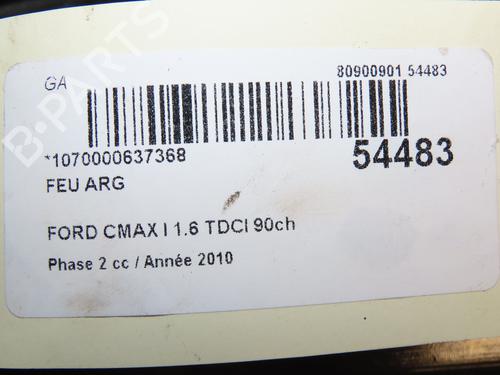 GA
80900901 54483
*1070000637368
54483
FEU ARG
FORD CMAX I 1.6 TDCI 90ch
Phase 2 cc / Année 2010
B-PARTS